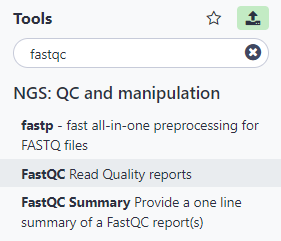 Tools
fastqc
NGS: QC and manipulation
fastp - fast all-in-one preprocessing for
FASTQ files
FastQC Read Quality reports
FastQC Summary Provide a one line
summary of a FastQC report(s)